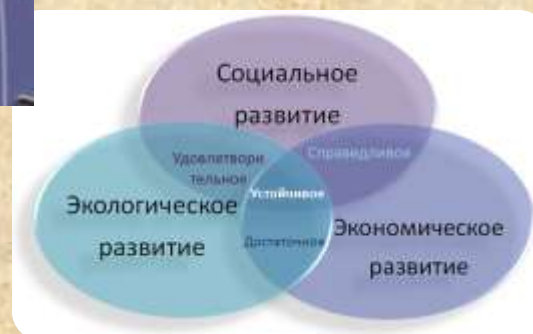 Социальное
развитие
Удовлетвори
тельное
Справедливое
Устойчивое
Экологическое
развитие
Достаточное
Экономическое
развитие